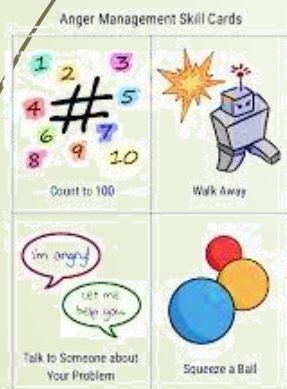 Anger Management Skill Cards
1 2 3
#
4 5
6 7
8 9 10
Count to 100
Walk Away
im angry!
Let me
help you
Talk to Someone about
Your Problem
Squeeze a Ball